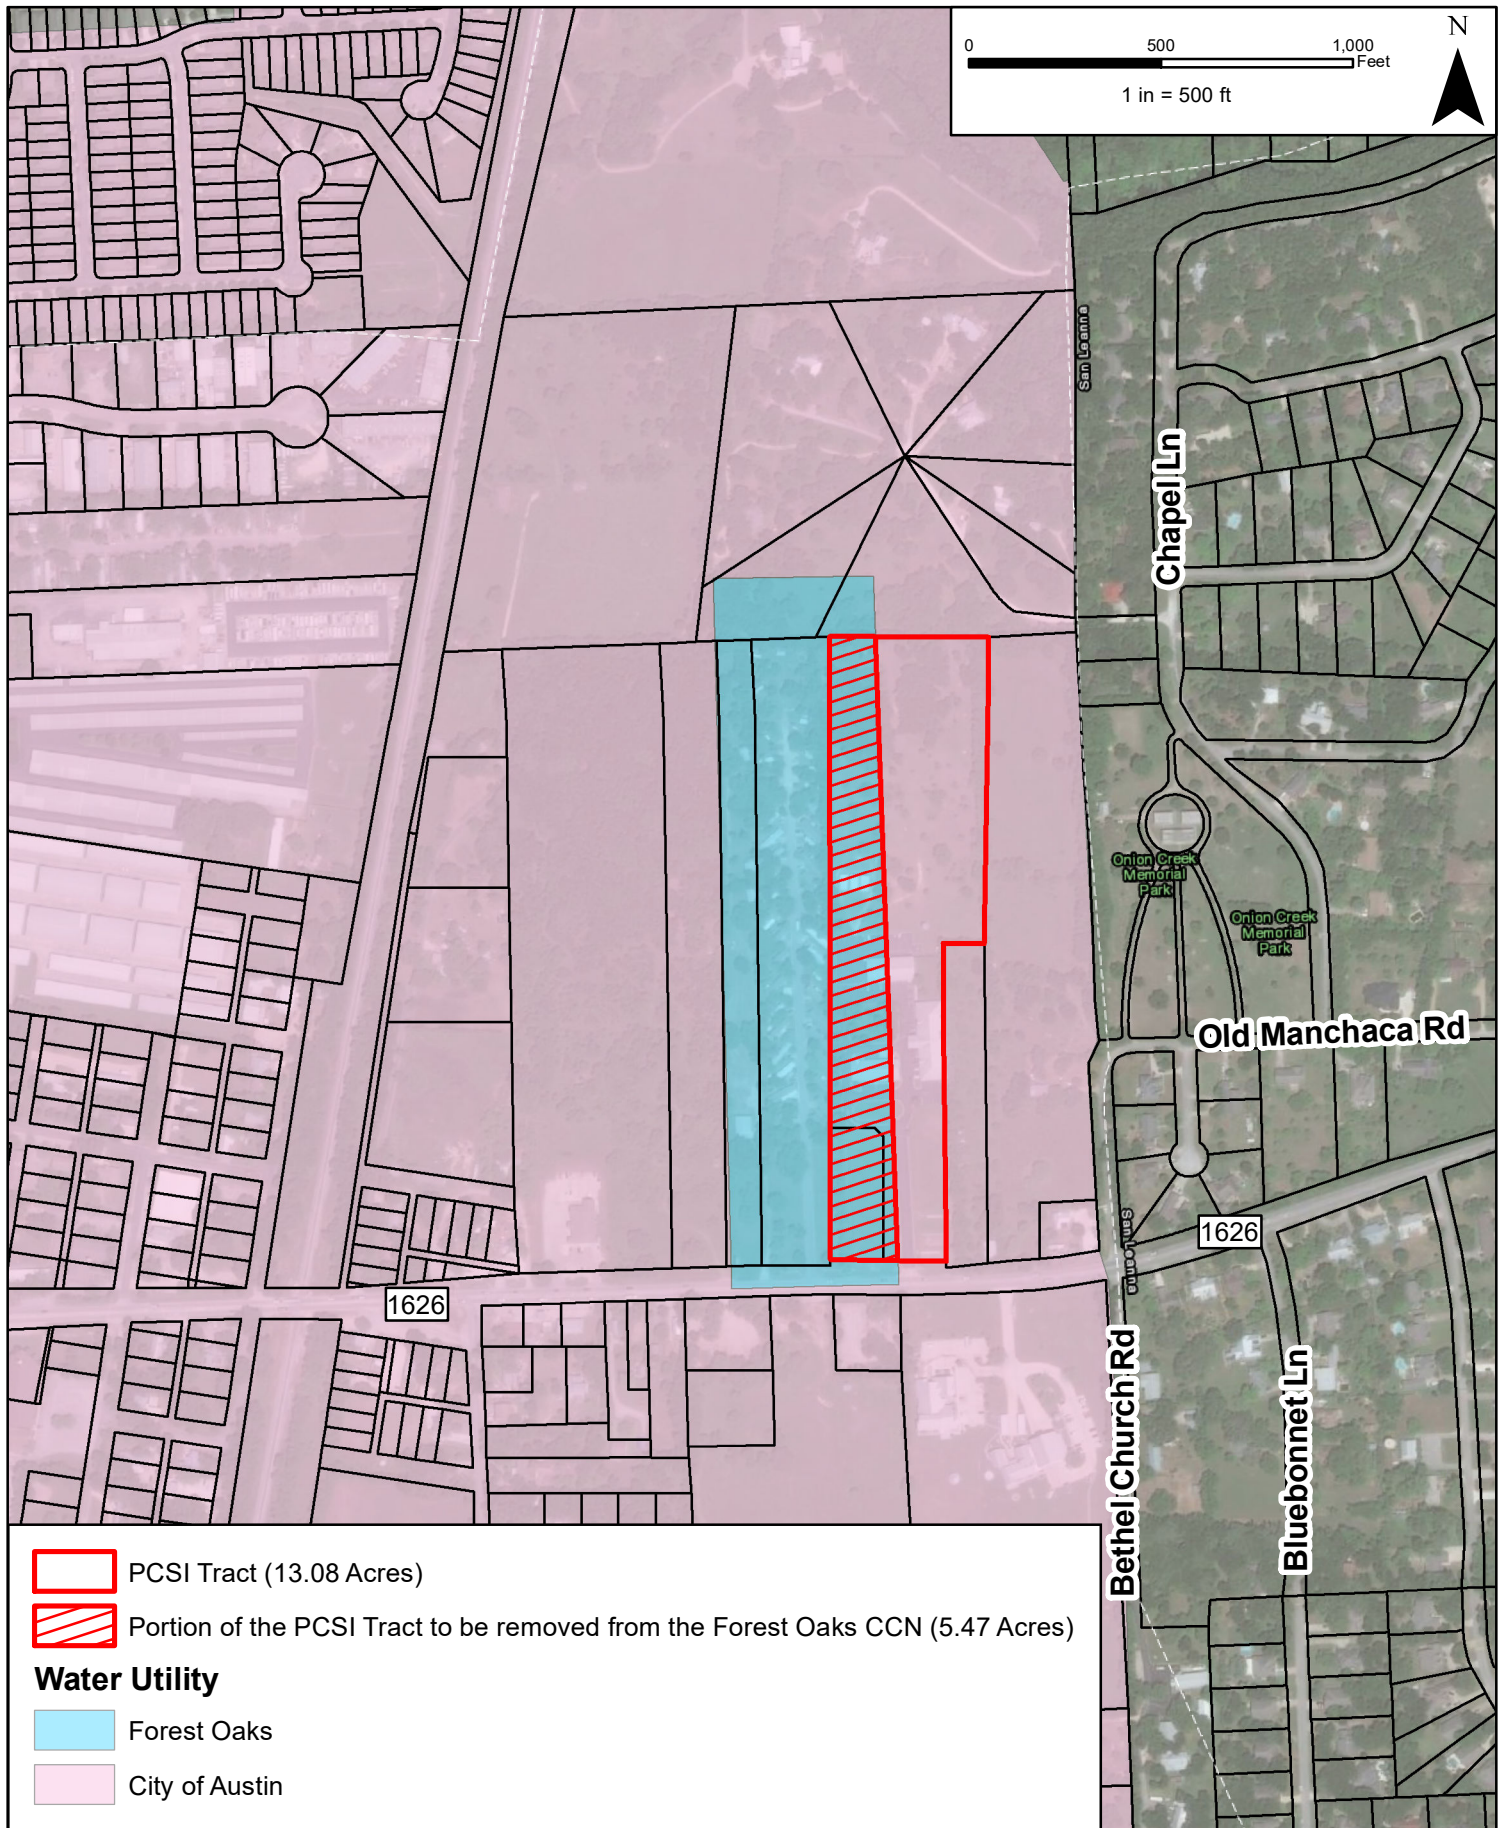 N
0 500 1,000
Feet
1 in = 500 ft
San Leanna
Chapel Ln
Onion Creek
Memorial
Park
Onion Creek
Memorial
Park
Old Manchaca Rd
1626
San Leanna
1626
Bethel Church Rd
Bluebonnet Ln
PCSI Tract (13.08 Acres)
Portion of the PCSI Tract to be removed from the Forest Oaks CCN (5.47 Acres)
Water Utility
Forest Oaks
City of Austin